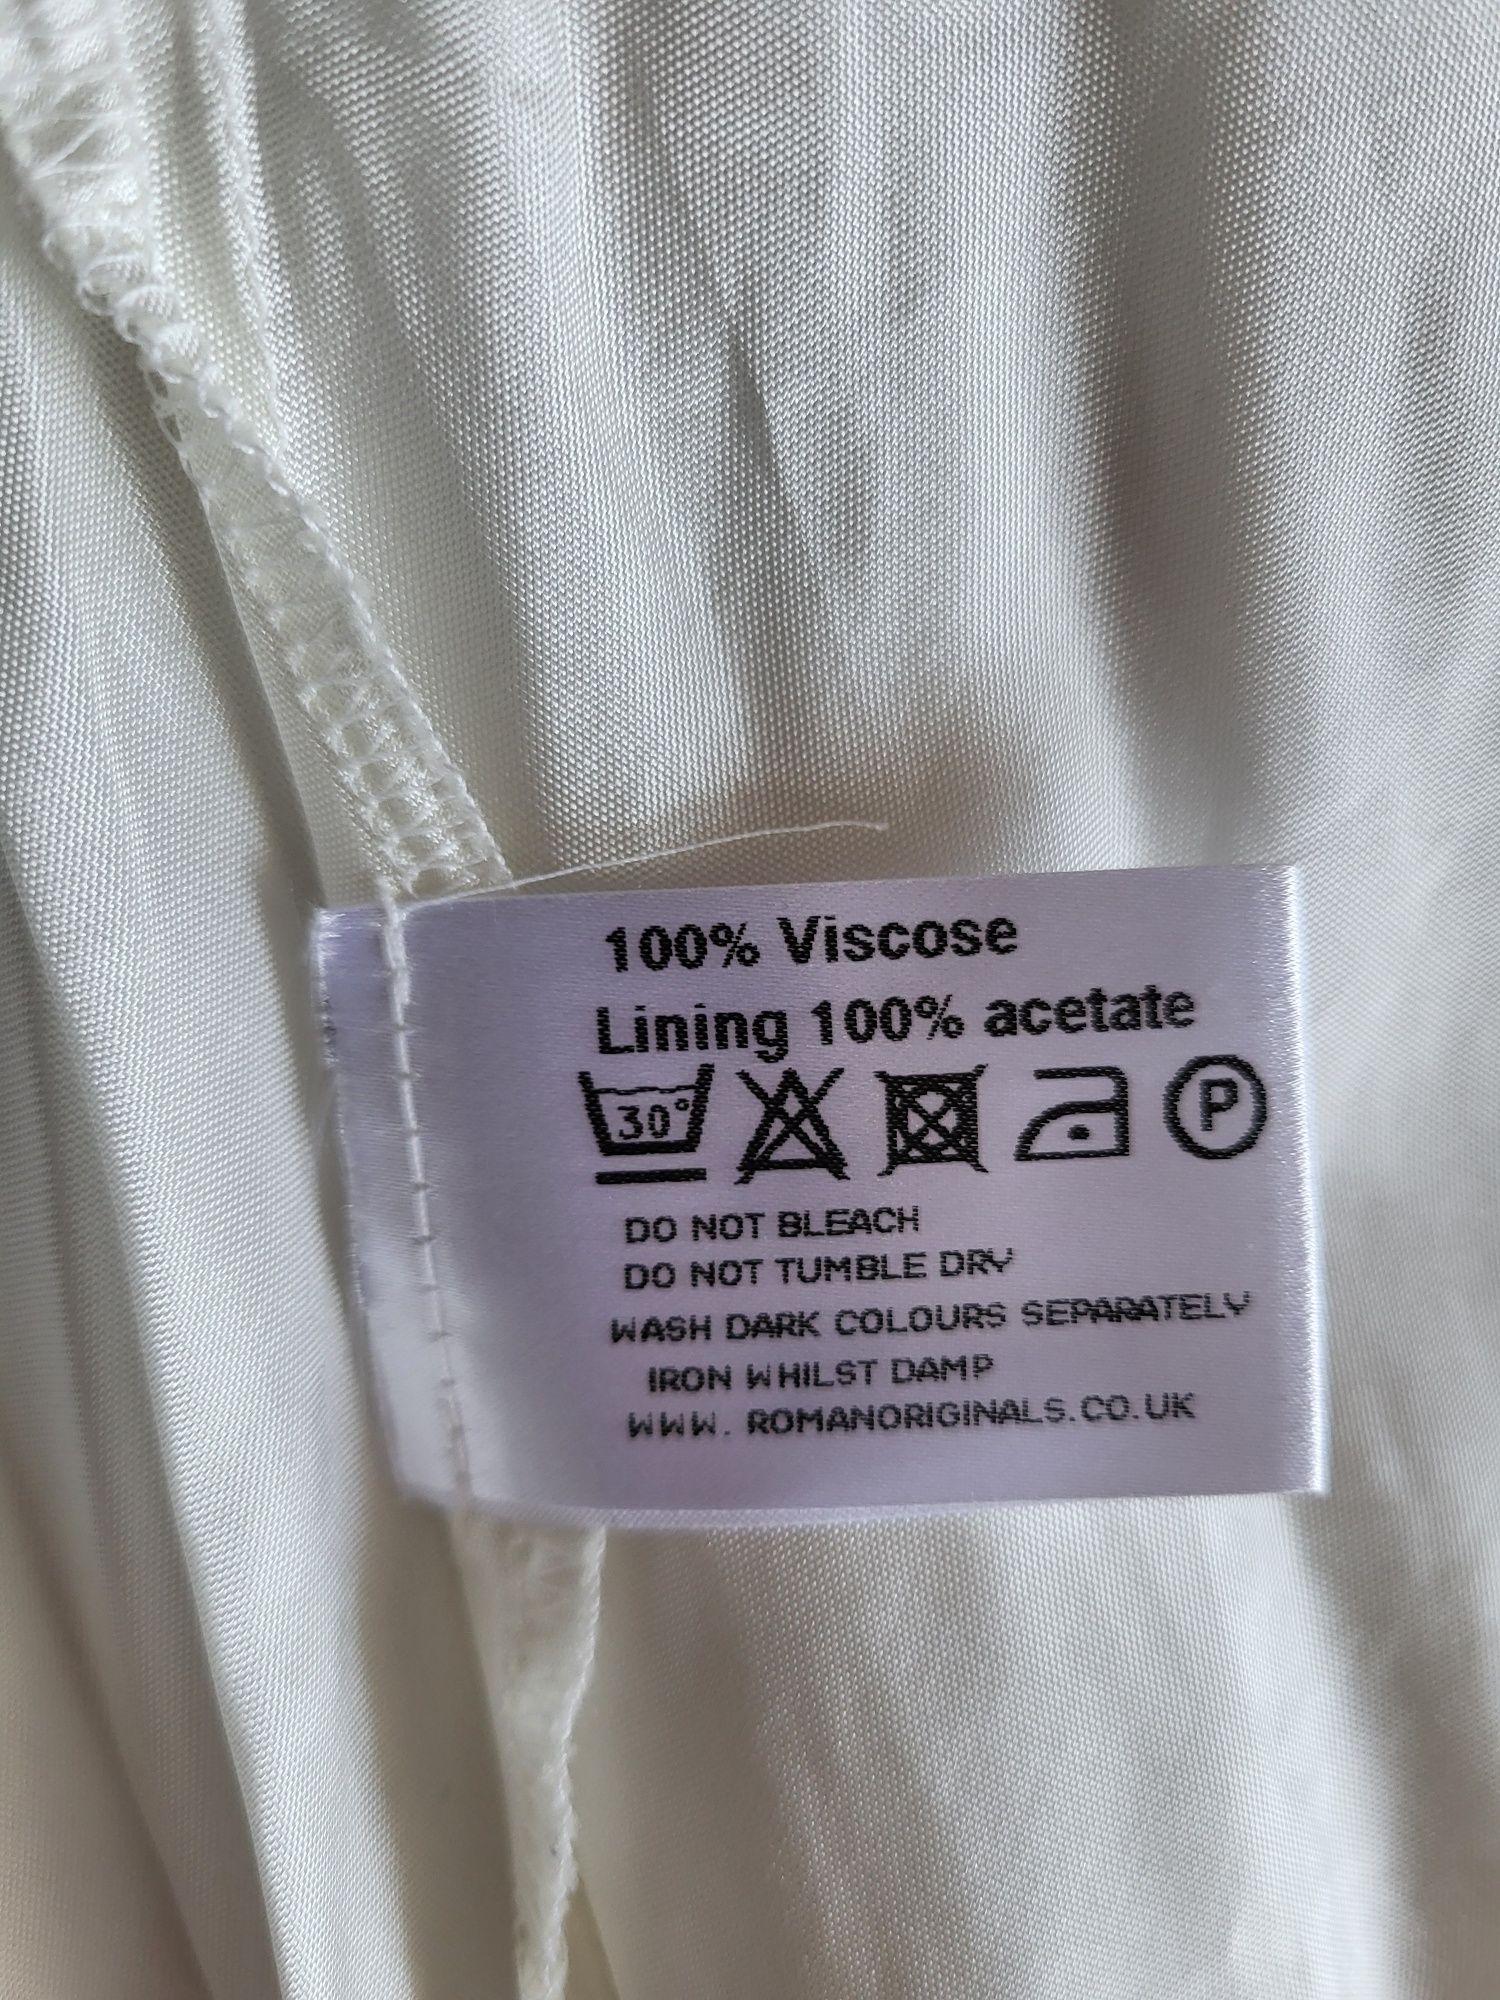 100% Viscose
Lining 100% acetate
30° P
DO NOT BLEACH
DO NOT TUMBLE DRY
WASH DARK COLOURS SEPARATELY
IRON WHILST DAMP
WWW. ROMANORIGINALS.CO.UK